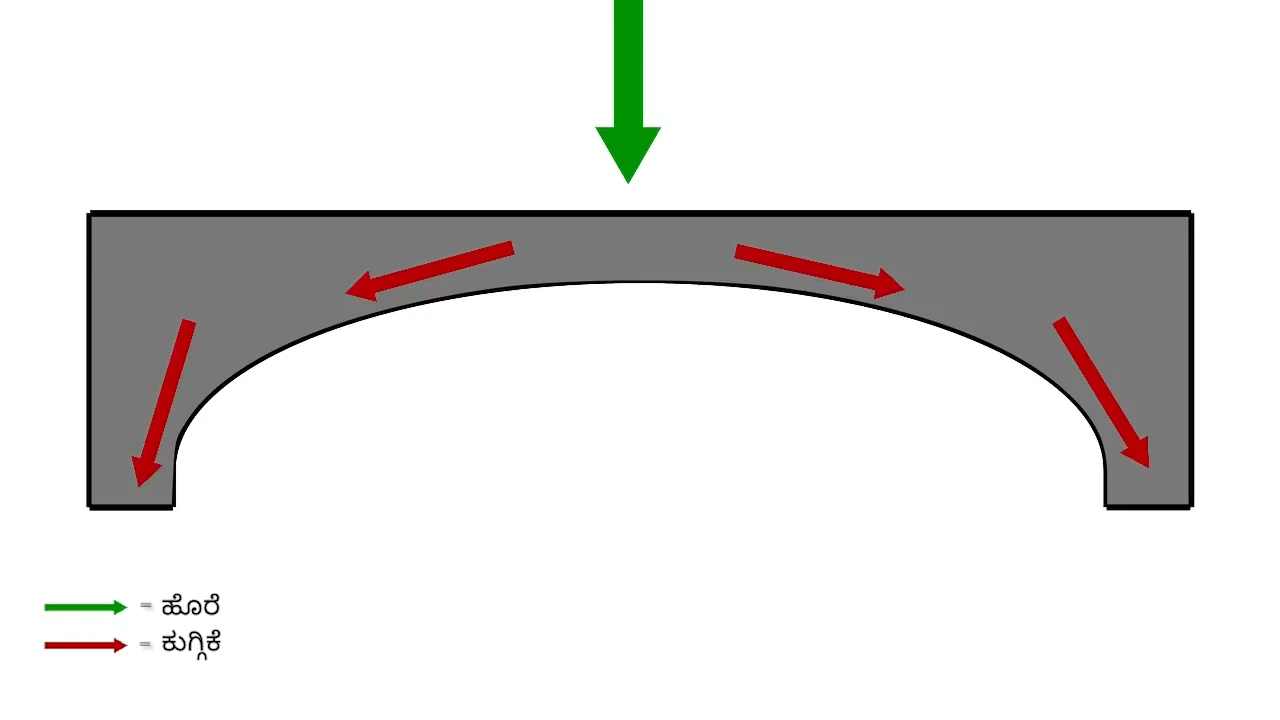 = ಹೊರೆ
= ಕುಗ್ಗಿಕೆ